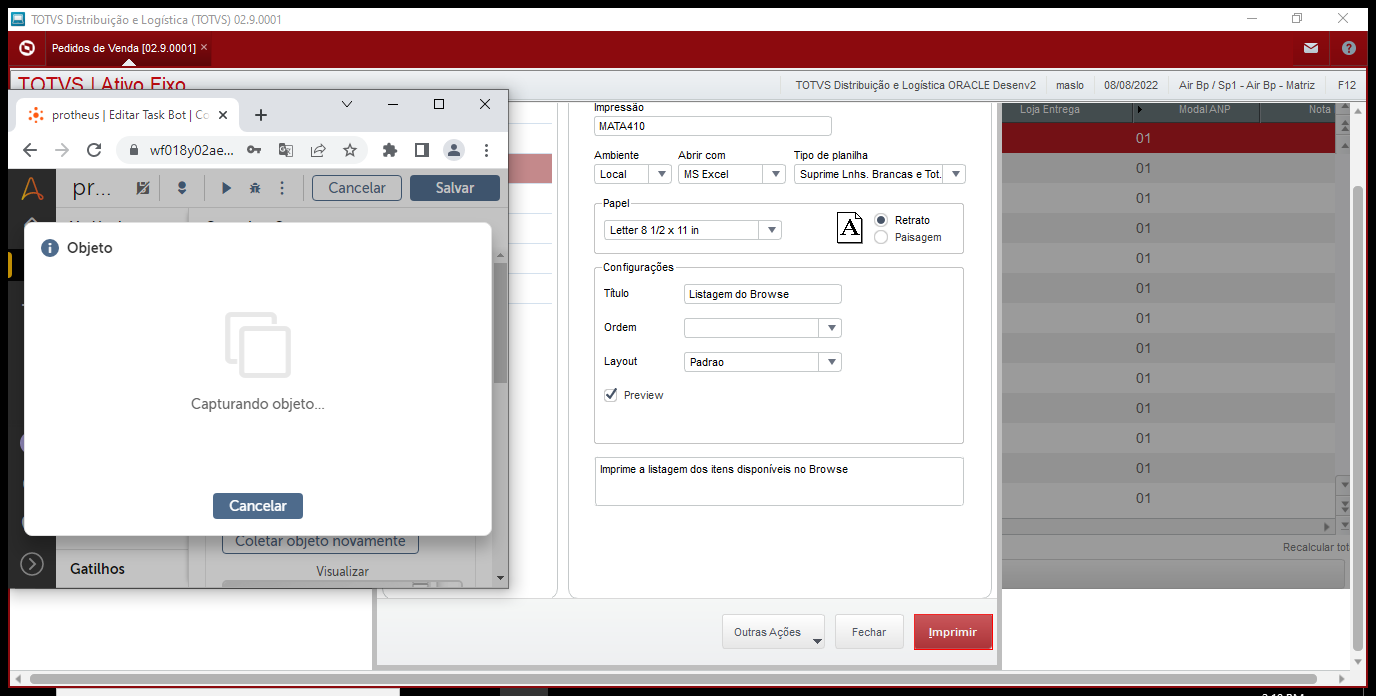 TOTVS Distribuição e Logística (TOTVS) 02.9.0001
Pedidos de Venda [02.9.0001] ×
TOTVS | Ativo Fixo
TOTVS Distribuição e Logística ORACLE Desenv2
maslo
08/08/2022
Air Bp / Sp1 - Air Bp - Matriz
F12
protheus | Editar Task Bot | Co
wf018y02ae...
pr...
Cancelar
Salvar
Objeto
Capturando objeto...
Cancelar
Coletar objeto novamente
Gatilhos
Visualizar
Impressão
MATA410
Ambiente
Abrir com
Tipo de planilha
Local
MS Excel
Suprime Lnhs. Brancas e Tot.
Papel
Letter 8 1/2 x 11 in
A
Retrato
Paisagem
Configurações
Título
Listagem do Browse
Ordem
Layout
Padrao
Preview
Imprime a listagem dos itens disponíveis no Browse
Outras Ações
Fechar
Imprimir
Loja Entrega
Modal ANP
Nota
01
01
01
01
01
01
01
01
01
01
01
01
01
Recalcular tot